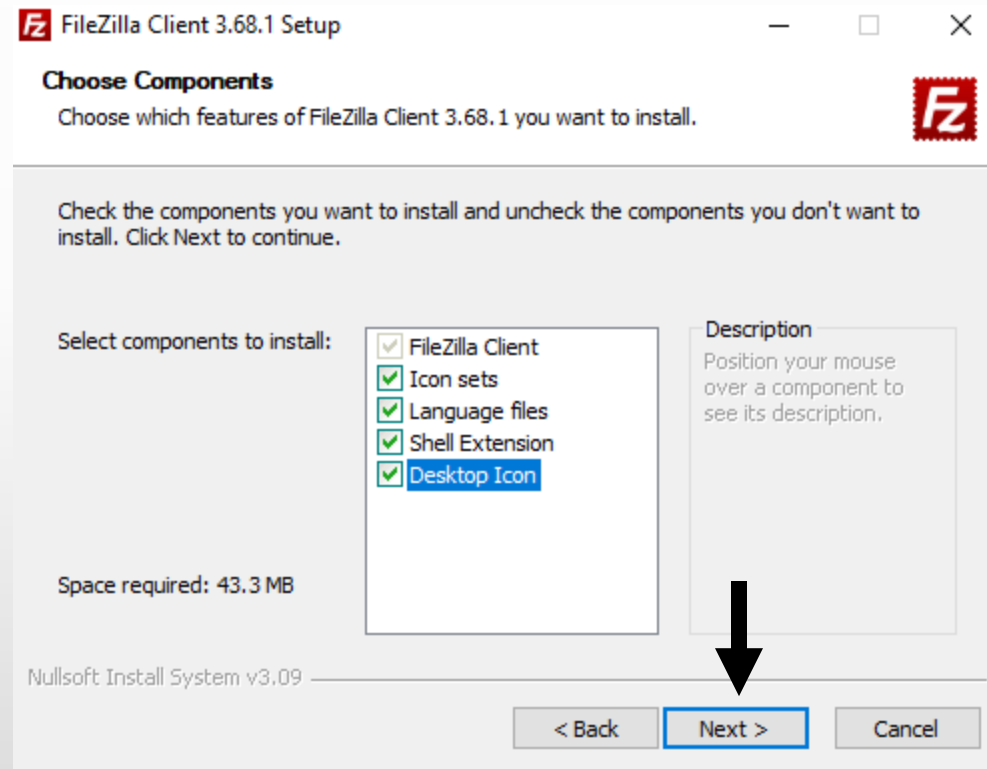 FileZilla Client 3.68.1 Setup
Choose Components
Choose which features of FileZilla Client 3.68.1 you want to install.
Fz
Fz
Check the components you want to install and uncheck the components you don't want to
install. Click Next to continue.
Select components to install:
FileZilla Client
Icon sets
Language files
Shell Extension
Desktop Icon
Description
Position your mouse
over a component to
see its description.
Space required: 43.3 MB
Nullsoft Install System v3.09
< Back
Next >
Cancel